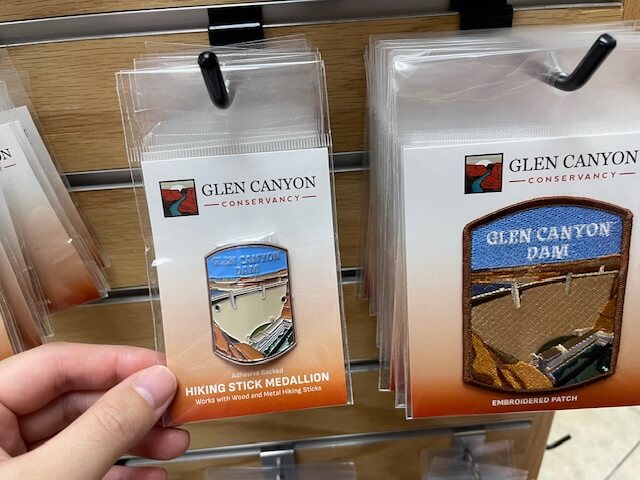 ON
GLEN CANYON
CONSERVANCY
GLEN CANYON
DAM
Adhesive Backed
HIKING STICK MEDALLION
Works with Wood and Metal Hiking Sticks
GLEN CANYON
CONSERVANCY
GLEN CANYON
DAM
EMBROIDERED PATCH